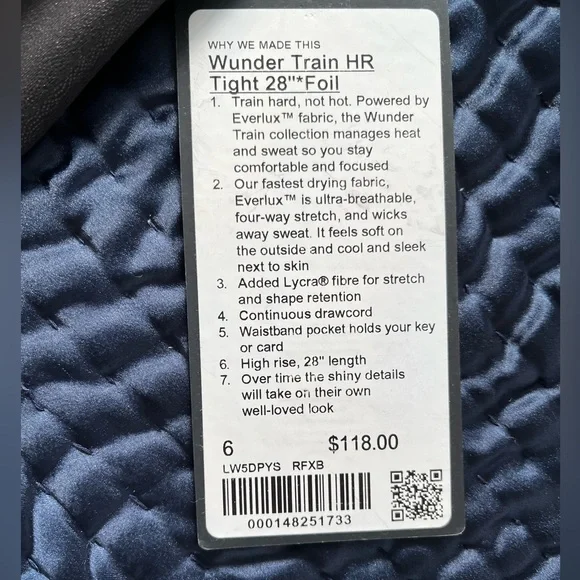 WHY WE MADE THIS
Wunder Train HR
Tight 28"*Foil
1. Train hard, not hot. Powered by
Everlux™ fabric, the Wunder
Train collection manages heat
and sweat so you stay
comfortable and focused
2. Our fastest drying fabric,
Everlux™ is ultra-breathable,
four-way stretch, and wicks
away sweat. It feels soft on
the outside and cool and sleek
next to skin
3. Added Lycra® fibre for stretch
and shape retention
4. Continuous drawcord
5. Waistband pocket holds your key
or card
6. High rise, 28" length
7. Over time the shiny details
will take on their own
well-loved look
6 $118.00
LW5DPYS RFXB
000148251733